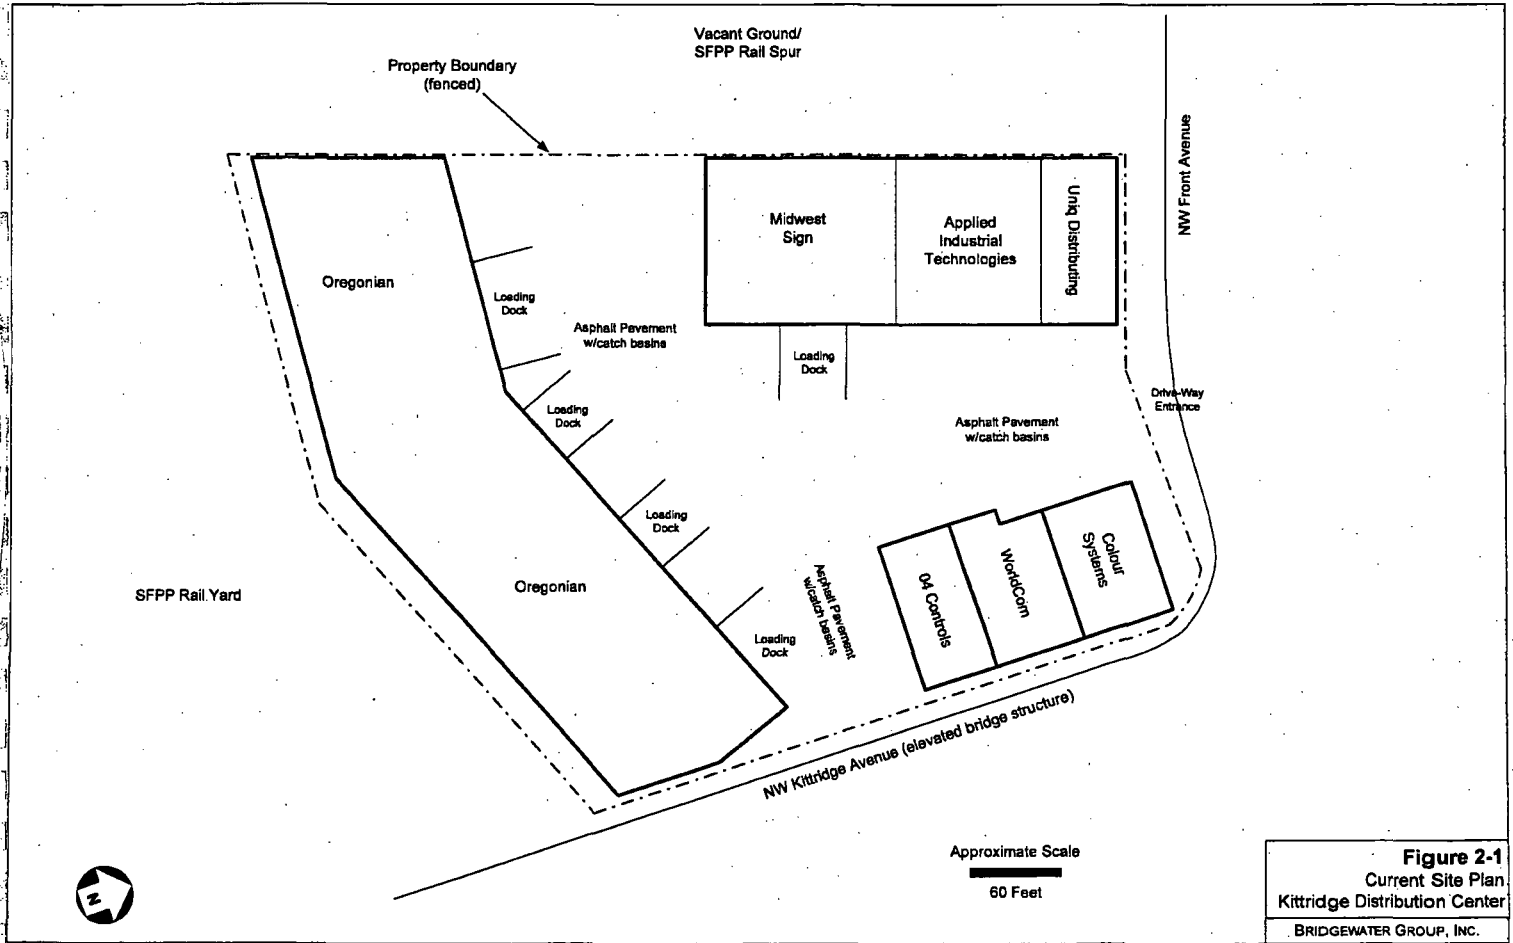 Vacant Ground/
SFPP Rail Spur
Property Boundary
(fenced)
NW Front Avenue
Midwest
Sign
Applied
Industrial
Technologies
Uniq Distributing
Oregonian
Loading
Dock
Asphalt Pavement
w/catch basins
Loading
Dock
Drive-Way
Entrance
Loading
Dock
Asphalt Pavement
w/catch basins
Loading
Dock
Colour
Systems
WorldCom
04 Controls
Asphalt Pavement
w/catch basins
Oregonian
SFPP Rail Yard
Loading
Dock
NW Kittridge Avenue (elevated bridge structure)
Approximate Scale
60 Feet
N
Figure 2-1
Current Site Plan
Kittridge Distribution Center
BRIDGEWATER GROUP, INC.